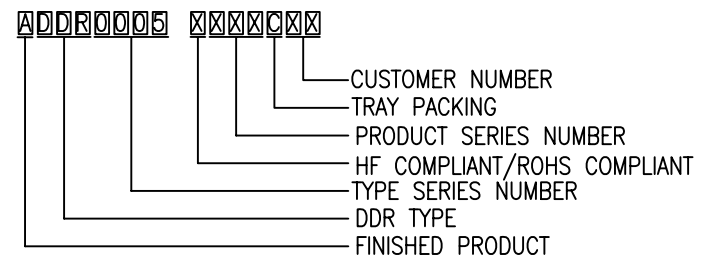 ADDR0005 XXXXCXX
CUSTOMER NUMBER
TRAY PACKING
PRODUCT SERIES NUMBER
HF COMPLIANT/ROHS COMPLIANT
TYPE SERIES NUMBER
DDR TYPE
FINISHED PRODUCT